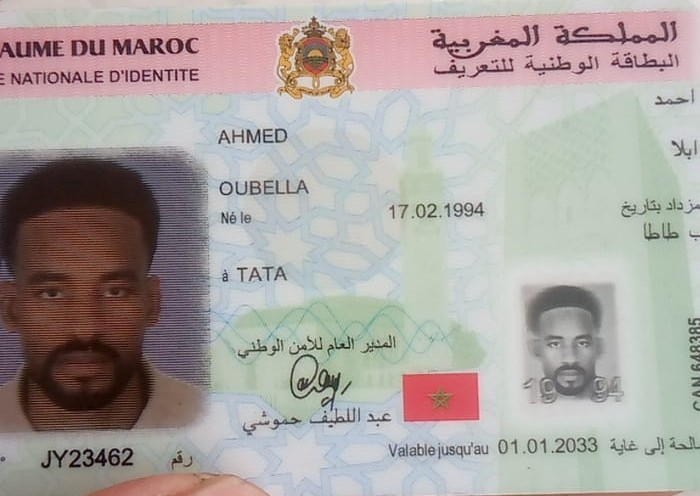 AUME DU MAROC
المملكة المغربية
E NATIONALE D'IDENTITE
البطاقة الوطنية للتعريف
AHMED
احمد
OUBELLA
ابلا
Né le 17.02.1994
مزداد بتاريخ
à TATA
ب طاطا
المدير العام للأمن الوطني
عبد اللطيف حموشي
1994
JY23462 رقم
Valable jusqu'au 01.01.2033 صالحة إلى غاية